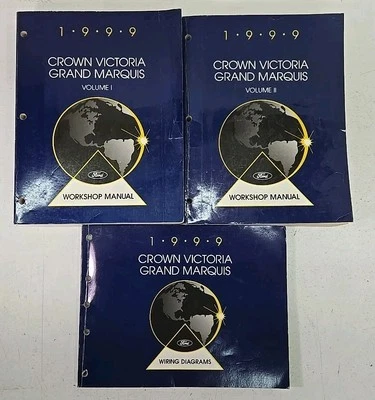 1·9·9·9
CROWN VICTORIA
GRAND MARQUIS
VOLUME I
Ford
WORKSHOP MANUAL
1·9·9·9
CROWN VICTORIA
GRAND MARQUIS
VOLUME II
Ford
WORKSHOP MANUAL
1·9·9·9
CROWN VICTORIA
GRAND MARQUIS
Ford
WIRING DIAGRAMS